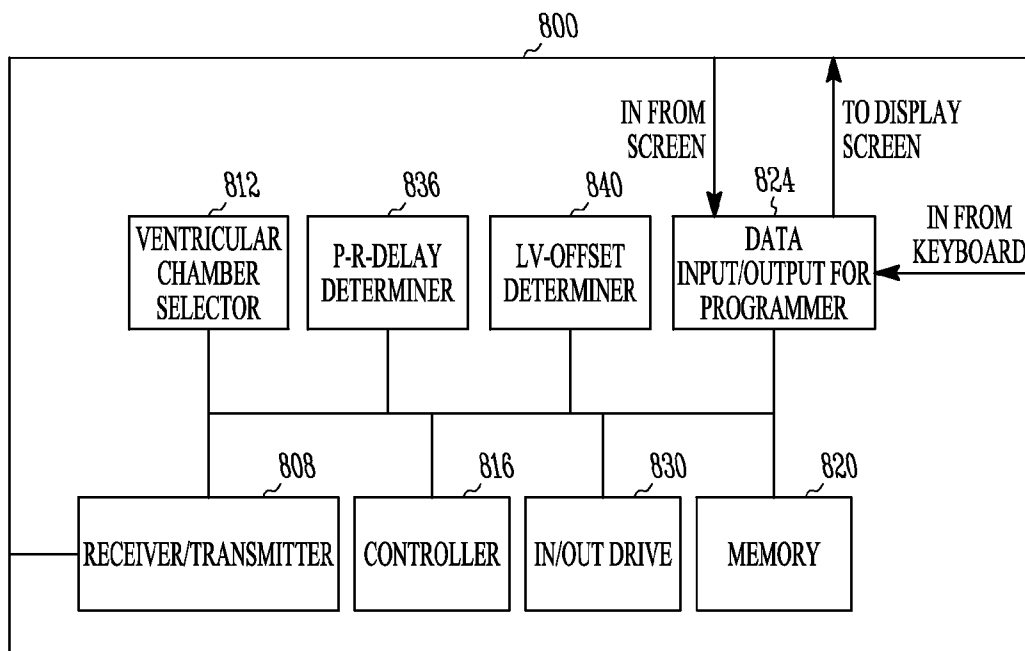 800
IN FROM
SCREEN
TO DISPLAY
SCREEN
812
836
840
824
IN FROM
KEYBOARD
VENTRICULAR
CHAMBER
SELECTOR
P-R-DELAY
DETERMINER
LV-OFFSET
DETERMINER
DATA
INPUT/OUTPUT FOR
PROGRAMMER
808
816
830
820
RECEIVER/TRANSMITTER
CONTROLLER
IN/OUT DRIVE
MEMORY